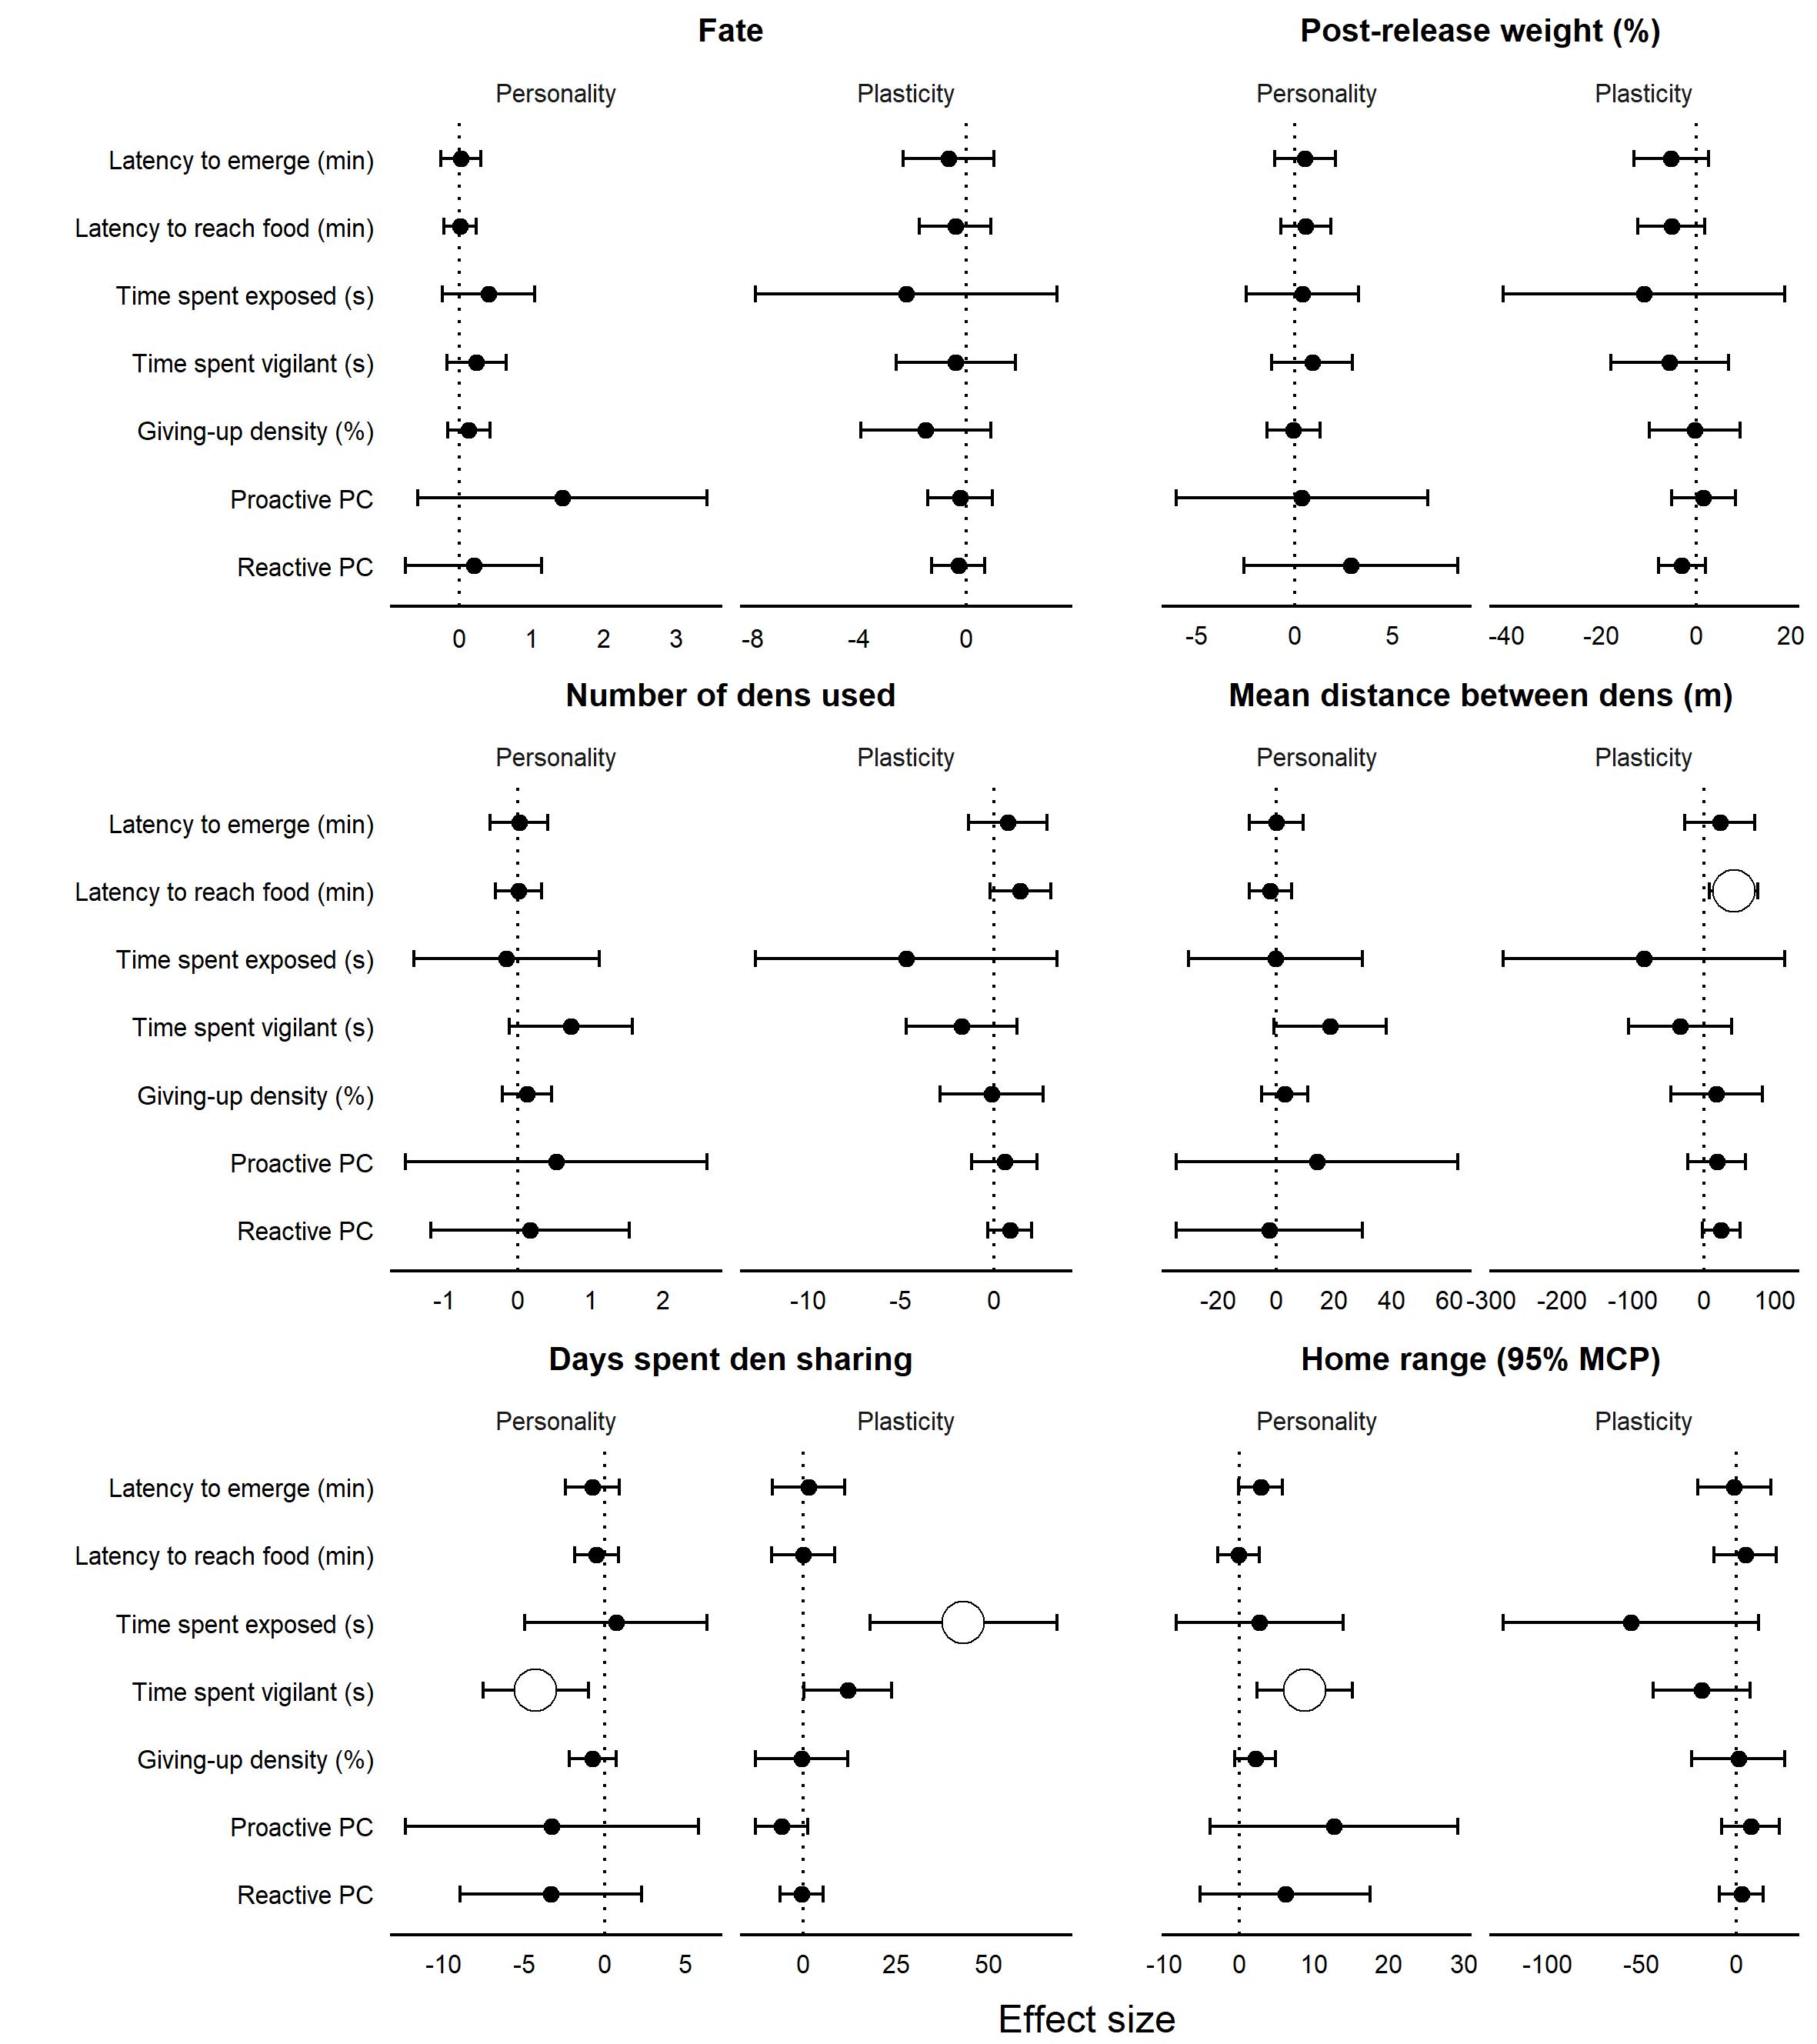 Fate Post-release weight (%)
Personality Plasticity Personality Plasticity
Latency to emerge (min)
Latency to reach food (min)
Time spent exposed (s)
Time spent vigilant (s)
Giving-up density (%)
Proactive PC
Reactive PC
0 1 2 3 -8 -4 0 -5 0 5 -40 -20 0 20
Number of dens used Mean distance between dens (m)
Personality Plasticity Personality Plasticity
Latency to emerge (min)
Latency to reach food (min)
Time spent exposed (s)
Time spent vigilant (s)
Giving-up density (%)
Proactive PC
Reactive PC
-1 0 1 2 -10 -5 0 -20 0 20 40 60 -300 -200 -100 0 100
Days spent den sharing Home range (95% MCP)
Personality Plasticity Personality Plasticity
Latency to emerge (min)
Latency to reach food (min)
Time spent exposed (s)
Time spent vigilant (s)
Giving-up density (%)
Proactive PC
Reactive PC
-10 -5 0 5 0 25 50 -10 0 10 20 30 -100 -50 0
Effect size